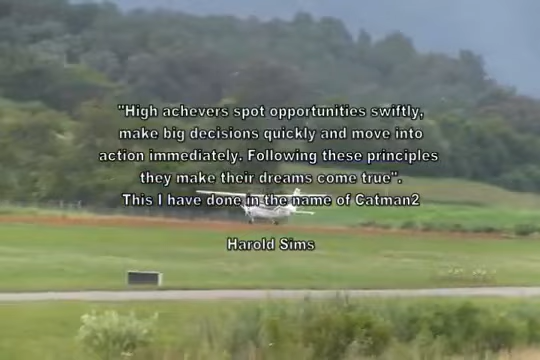 "High achevers spot opportunities swiftly,
make big decisions quickly and move into
action immediately. Following these principles
they make their dreams come true".
This I have done in the name of Catman2
Harold Sims